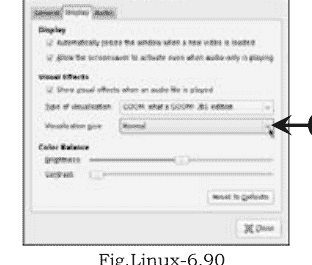 General Display Audio
Display
Automatically resize the window when a new video is loaded
Allow the screensaver to activate even when audio only is playing
Visual Effects
Show visual effects when an audio file is played
Type of visualisation: GOOM: what a GOOM! 2k1 edition
Visualisation size: Normal
Color Balance
Brightness:
Contrast:
Reset to Defaults
Close
Fig.Linux-6.90